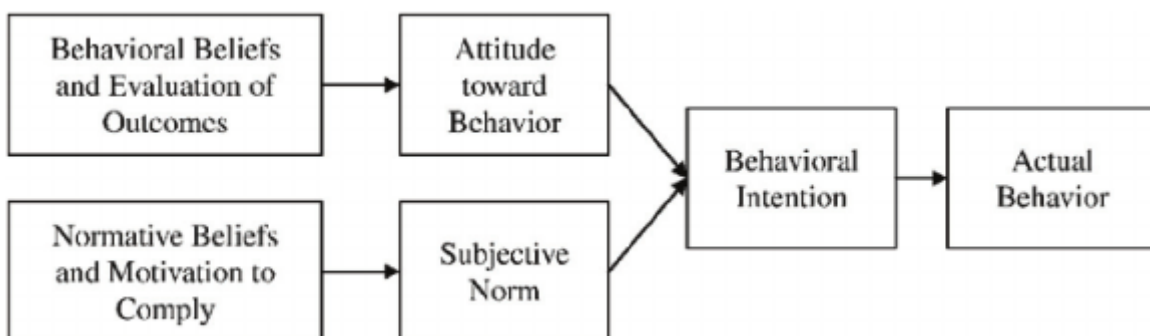 Behavioral Beliefs
and Evaluation of
Outcomes
Attitude
toward
Behavior
Normative Beliefs
and Motivation to
Comply
Subjective
Norm
Behavioral
Intention
Actual
Behavior